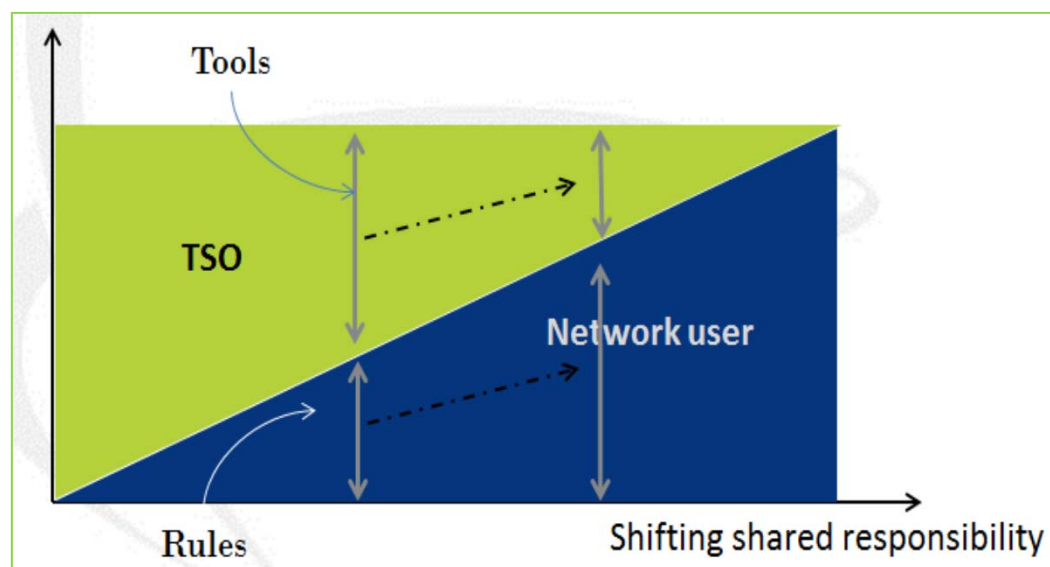 Tools
TSO
Network user
Rules
Shifting shared responsibility